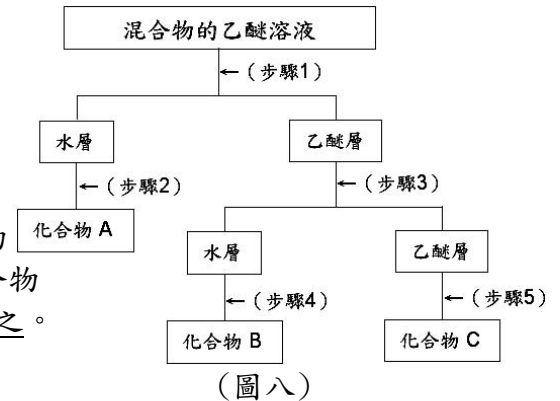 混合物的乙醚溶液
←(步驟1)
水層
乙醚層
←(步驟2)
←(步驟3)
化合物 A
水層
乙醚層
物
之。
←(步驟4)
←(步驟5)
化合物 B
化合物 C
(圖八)